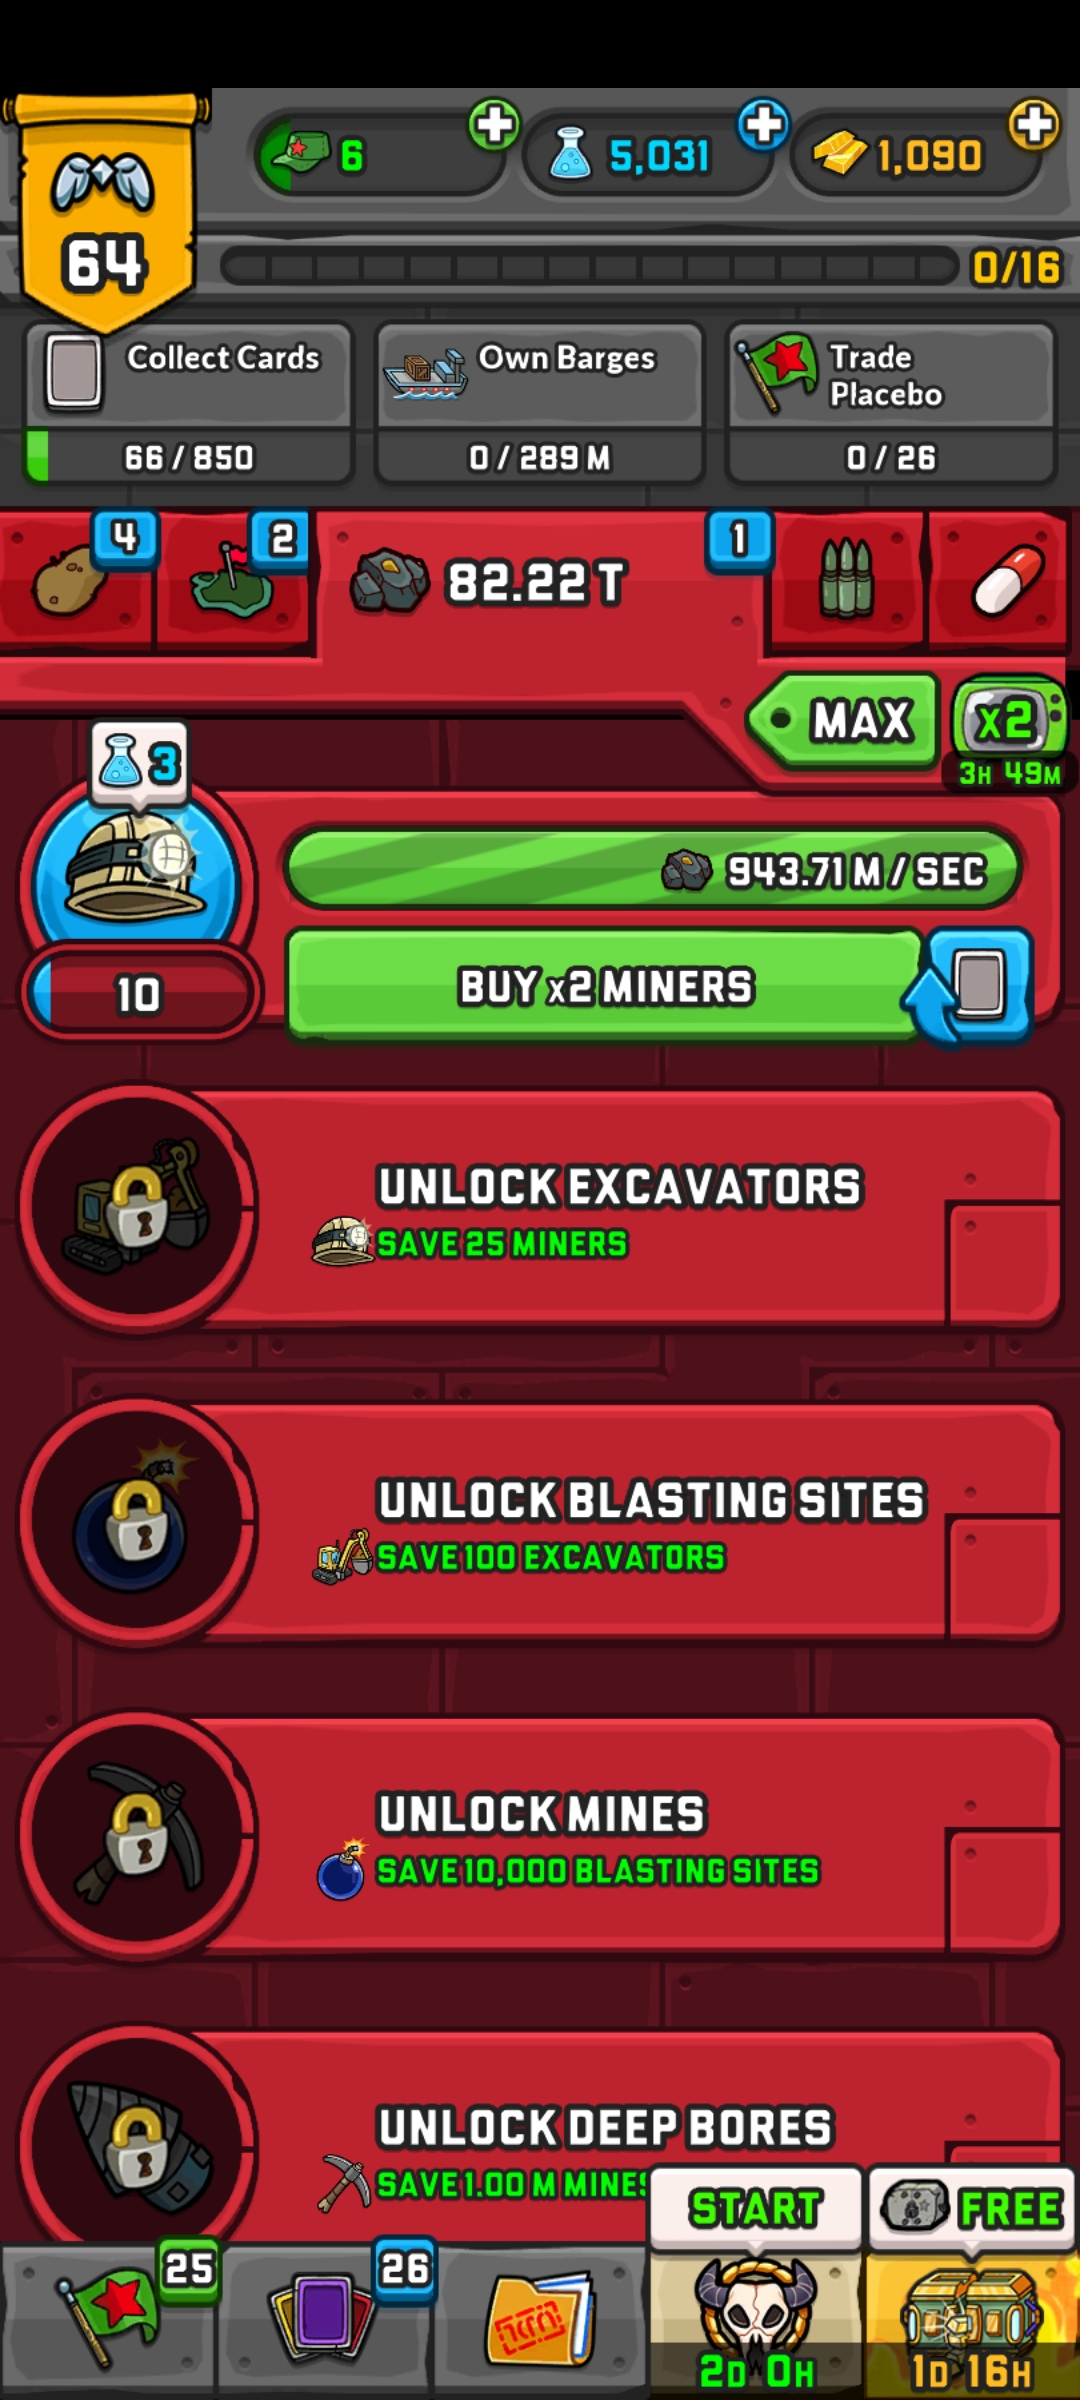 64
6
5,031
1,090
0/16
Collect Cards
66 / 850
Own Barges
0 / 289 M
Trade
Placebo
0 / 26
4
2
82.22 T
1
MAX
X2
3H 49M
3
943.71 M / SEC
10
BUY x2 MINERS
UNLOCK EXCAVATORS
SAVE 25 MINERS
UNLOCK BLASTING SITES
SAVE 100 EXCAVATORS
UNLOCK MINES
SAVE 10,000 BLASTING SITES
UNLOCK DEEP BORES
SAVE 1.00 M MINES
START
FREE
25
26
2D 0H
1D 16H